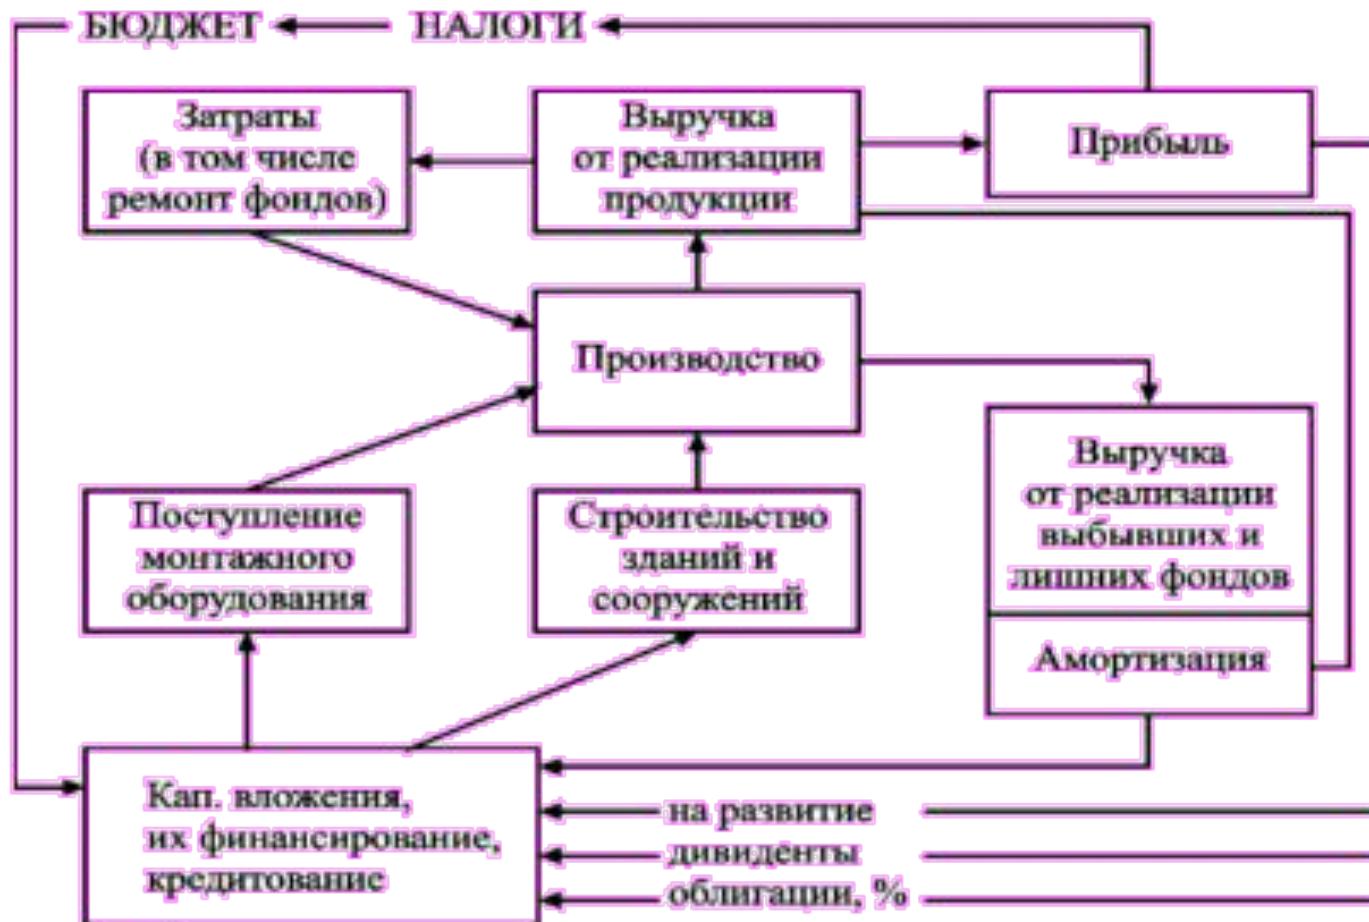 БЮДЖЕТ НАЛОГИ
Затраты
(в том числе
ремонт фондов)
Выручка
от реализации
продукции
Прибыль
Производство
Поступление
монтажного
оборудования
Строительство
зданий и
сооружений
Выручка
от реализации
выбывших и
лишних фондов
Амортизация
Кап. вложения,
их финансирование,
кредитование
на развитие
дивиденты
облигации, %